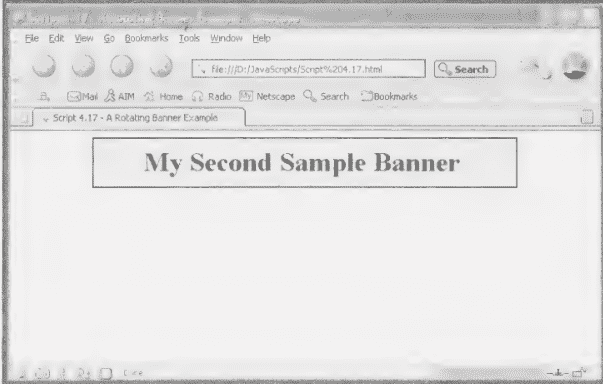 File Edit View Go Bookmarks Tools Window Help
file:///D:/JavaScripts/Script%204.17.html Search
Mail AIM Home Radio Netscape Search Bookmarks
Script 4.17 - A Rotating Banner Example
My Second Sample Banner